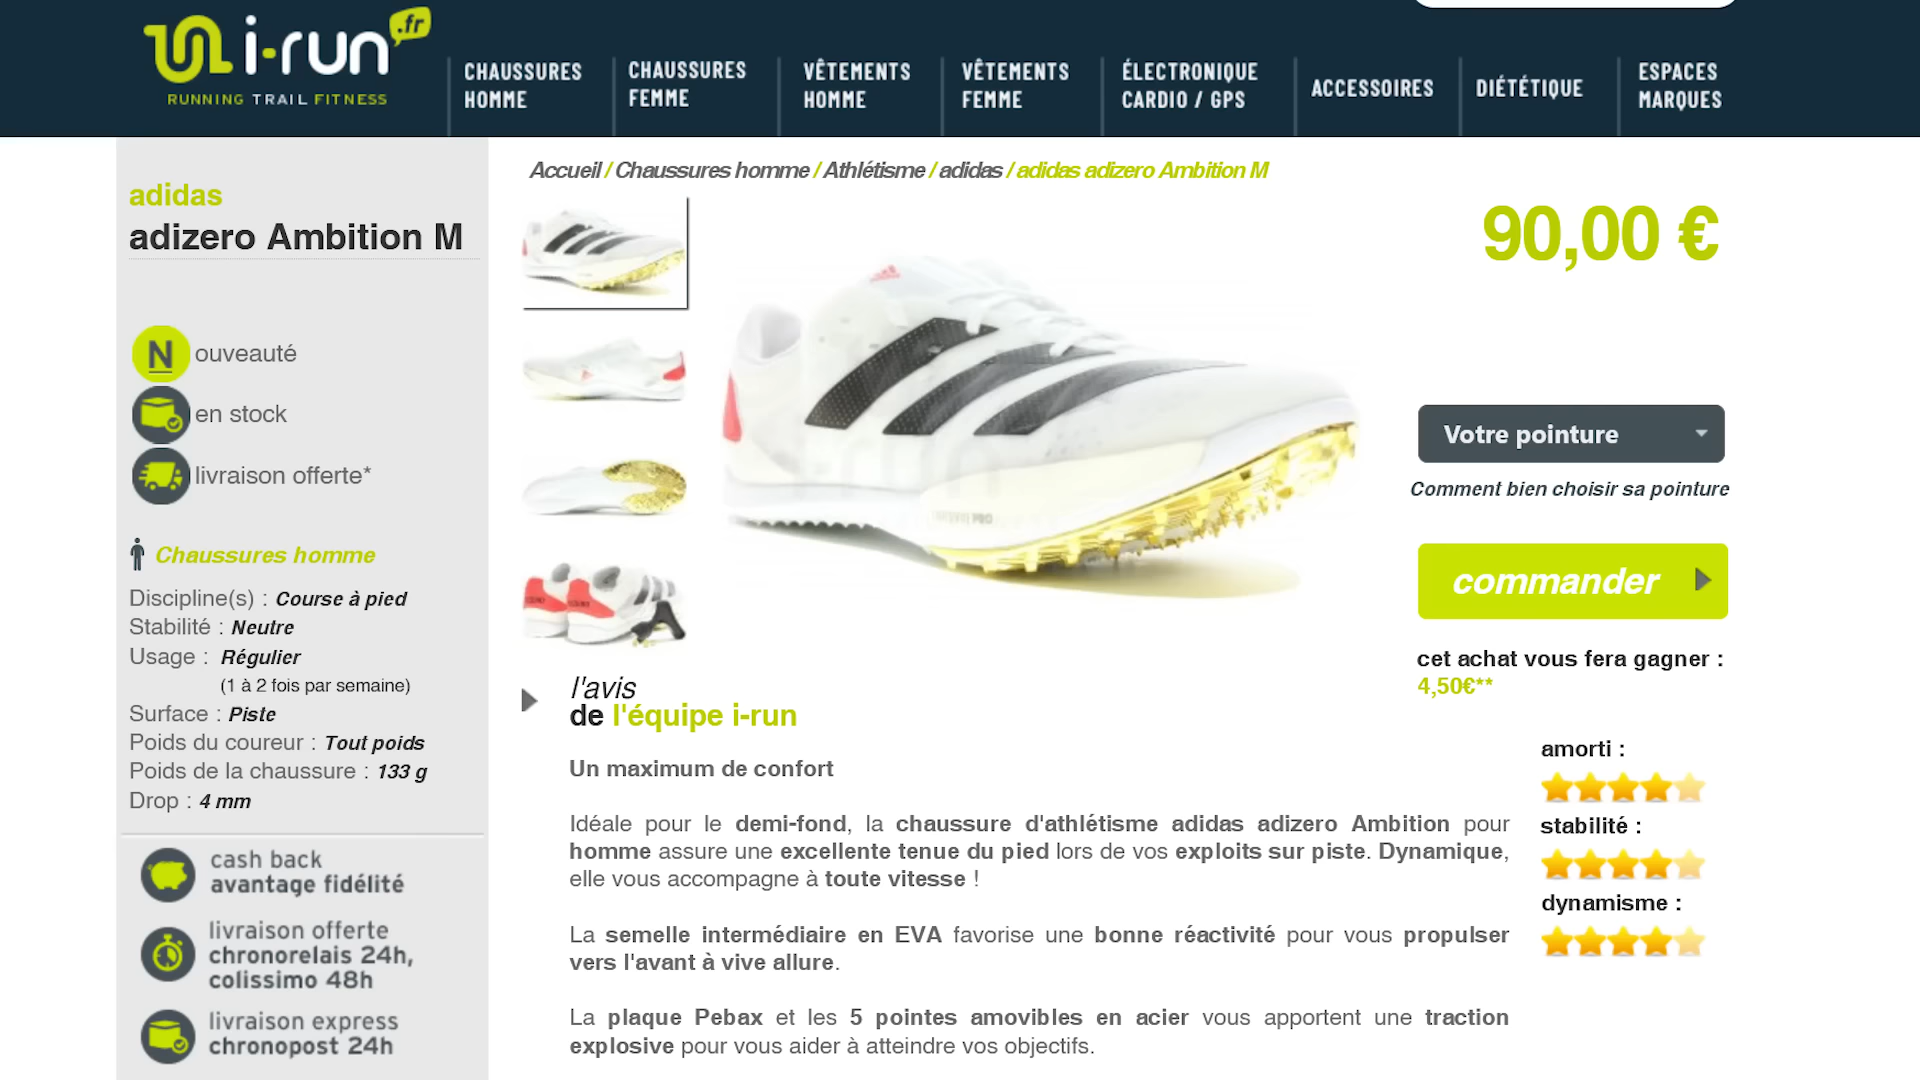 i-run.fr
RUNNING TRAIL FITNESS
CHAUSSURES
HOMME
CHAUSSURES
FEMME
VÊTEMENTS
HOMME
VÊTEMENTS
FEMME
ÉLECTRONIQUE
CARDIO / GPS
ACCESSOIRES
DIÉTÉTIQUE
ESPACES
MARQUES
adidas
adizero Ambition M
Nouveauté
en stock
livraison offerte*
Chaussures homme
Discipline(s) : Course à pied
Stabilité : Neutre
Usage : Régulier
(1 à 2 fois par semaine)
Surface : Piste
Poids du coureur : Tout poids
Poids de la chaussure : 133 g
Drop : 4 mm
cash back
avantage fidélité
livraison offerte
chronorelais 24h,
colissimo 48h
livraison express
chronopost 24h
Accueil / Chaussures homme / Athlétisme / adidas / adidas adizero Ambition M
90,00 €
Votre pointure
Comment bien choisir sa pointure
commander
cet achat vous fera gagner :
4,50€**
l'avis
de l'équipe i-run
Un maximum de confort
Idéale pour le demi-fond, la chaussure d'athlétisme adidas adizero Ambition pour
homme assure une excellente tenue du pied lors de vos exploits sur piste. Dynamique,
elle vous accompagne à toute vitesse !
La semelle intermédiaire en EVA favorise une bonne réactivité pour vous propulser
vers l'avant à vive allure.
La plaque Pebax et les 5 pointes amovibles en acier vous apportent une traction
explosive pour vous aider à atteindre vos objectifs.
amorti :
stabilité :
dynamisme :